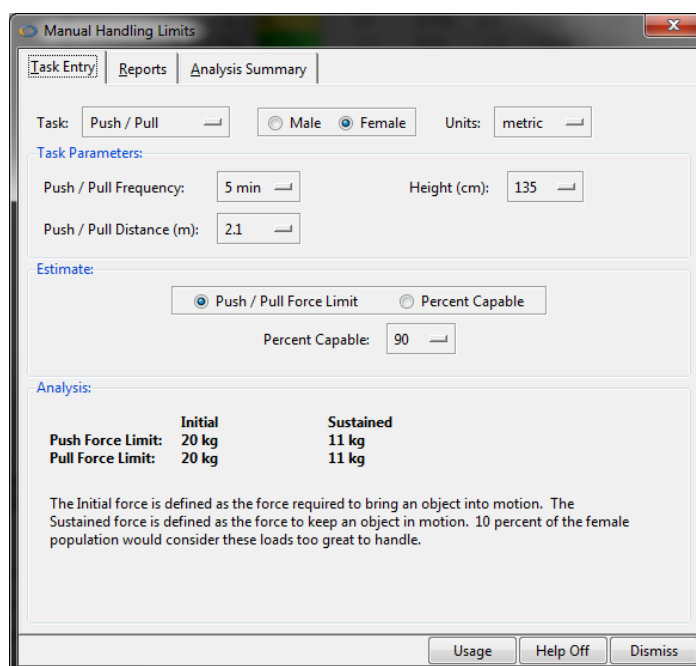 Manual Handling Limits
Task Entry Reports Analysis Summary
Task: Push / Pull Male Female Units: metric
Task Parameters:
Push / Pull Frequency: 5 min Height (cm): 135
Push / Pull Distance (m): 2.1
Estimate:
Push / Pull Force Limit Percent Capable
Percent Capable: 90
Analysis:
Initial Sustained
Push Force Limit: 20 kg 11 kg
Pull Force Limit: 20 kg 11 kg
The Initial force is defined as the force required to bring an object into motion. The
Sustained force is defined as the force to keep an object in motion. 10 percent of the female
population would consider these loads too great to handle.
Usage Help Off Dismiss